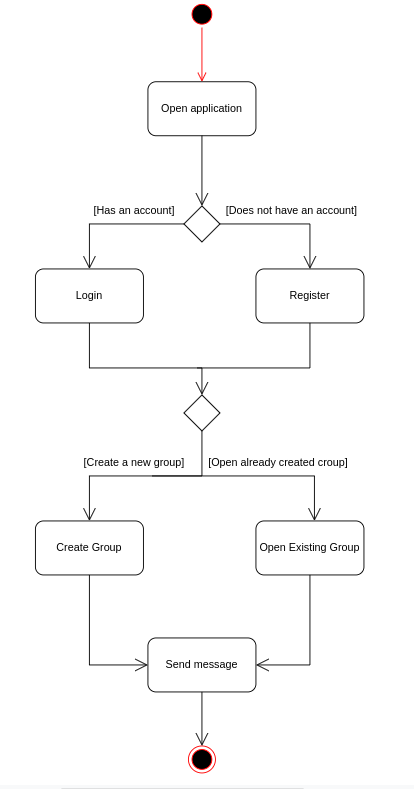 Open application
[Has an account]
[Does not have an account]
Login
Register
[Create a new group]
[Open already created croup]
Create Group
Open Existing Group
Send message